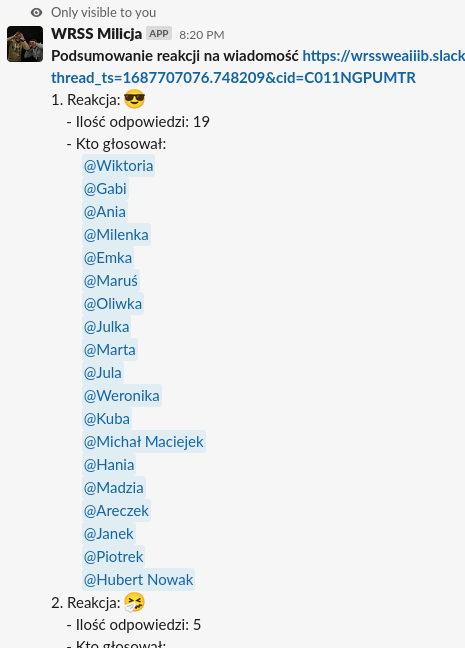 Only visible to you
WRSS Milicja APP 8:20 PM
Podsumowanie reakcji na wiadomość https://wrssweaiiib.slack
thread_ts=1687707076.748209&cid=C011NGPUMTR
1. Reakcja: 😎
- Ilość odpowiedzi: 19
- Kto głosował:
@Wiktoria
@Gabi
@Ania
@Milenka
@Emka
@Maruś
@Oliwka
@Julka
@Marta
@Jula
@Weronika
@Kuba
@Michał Maciejek
@Hania
@Madzia
@Areczek
@Janek
@Piotrek
@Hubert Nowak
2. Reakcja: 🤧
- Ilość odpowiedzi: 5
- Kto głosował: